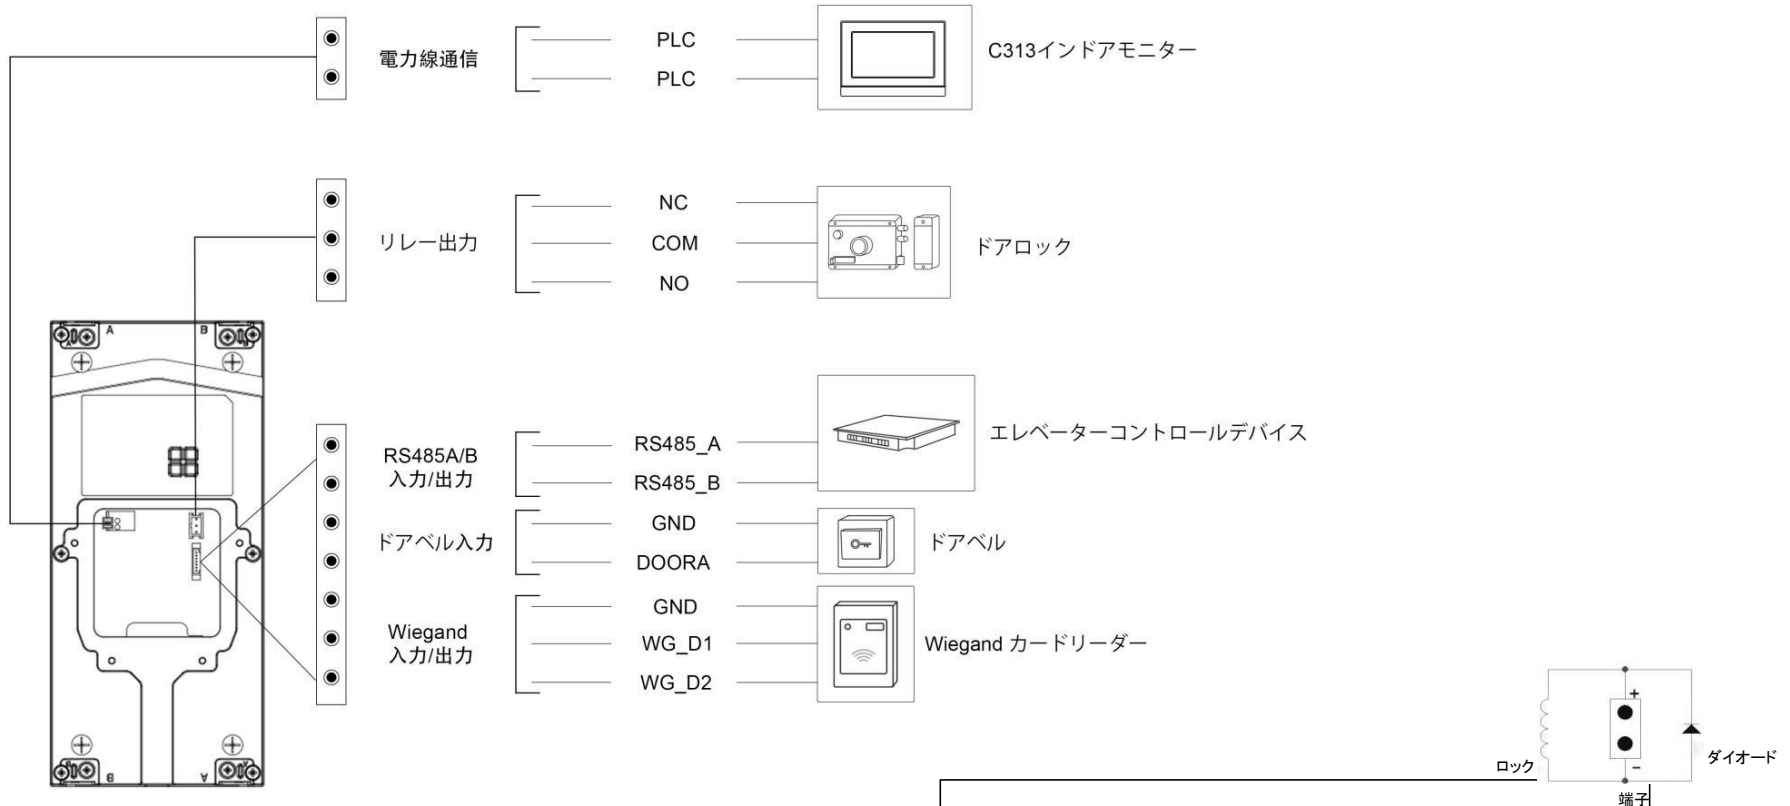 電力線通信
PLC
PLC
C313インドアモニター
リレー出力
NC
COM
NO
ドアロック
A
B
A
B
RS485A/B
入力/出力
RS485_A
RS485_B
エレベーターコントロールデバイス
ドアベル入力
GND
DOORA
ドアベル
Wiegand
入力/出力
GND
WG_D1
WG_D2
Wiegand カードリーダー
B
A
+
−
ロック
ダイオード
端子